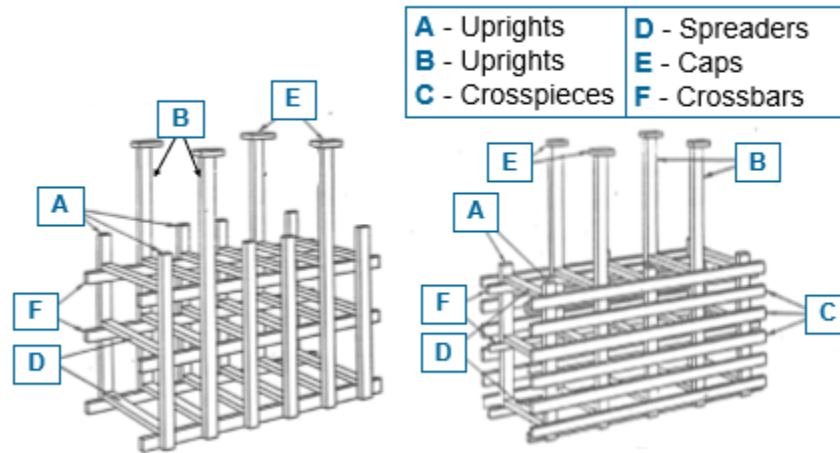 A - Uprights
B - Uprights
C - Crosspieces
D - Spreaders
E - Caps
F - Crossbars
B
E
A
F
D
E
B
A
F
D
C